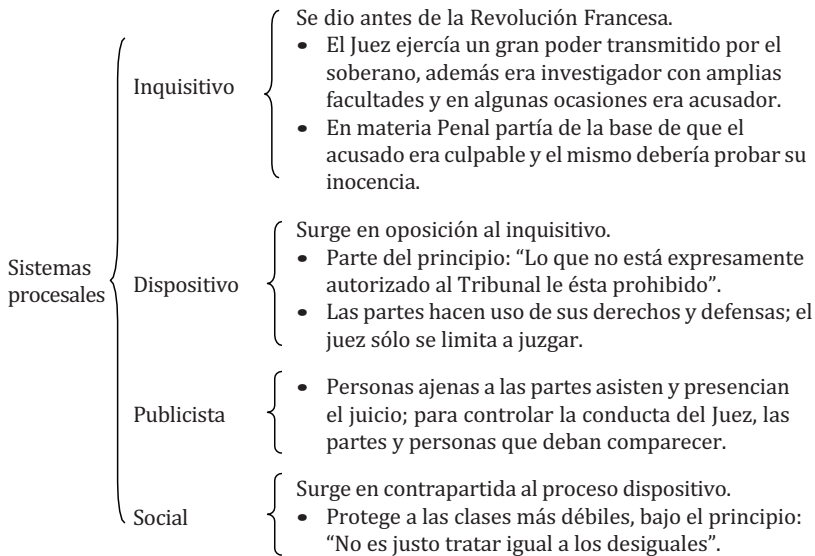 Sistemas
procesales
Inquisitivo
Se dio antes de la Revolución Francesa.
• El Juez ejercía un gran poder transmitido por el
soberano, además era investigador con amplias
facultades y en algunas ocasiones era acusador.
• En materia Penal partía de la base de que el
acusado era culpable y el mismo debería probar su
inocencia.
Dispositivo
Surge en oposición al inquisitivo.
• Parte del principio: “Lo que no está expresamente
autorizado al Tribunal le ésta prohibido”.
• Las partes hacen uso de sus derechos y defensas; el
juez sólo se limita a juzgar.
Publicista
• Personas ajenas a las partes asisten y presencian
el juicio; para controlar la conducta del Juez, las
partes y personas que deban comparecer.
Social
Surge en contrapartida al proceso dispositivo.
• Protege a las clases más débiles, bajo el principio:
“No es justo tratar igual a los desiguales”.